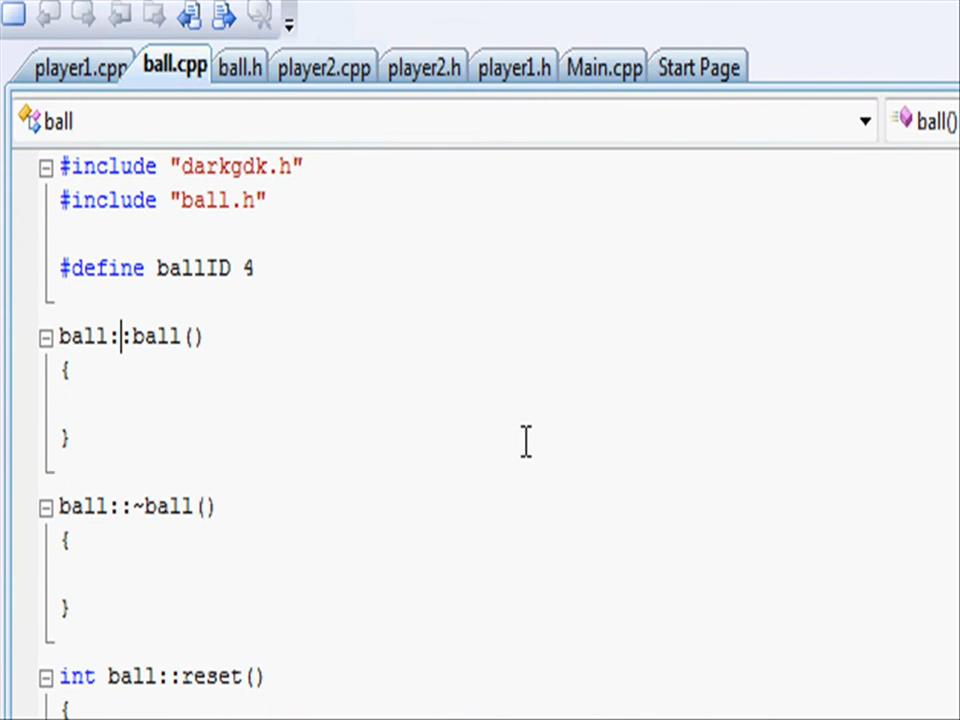 player1.cpp ball.cpp ball.h player2.cpp player2.h player1.h Main.cpp Start Page
ball ball()
#include "darkgdk.h"
#include "ball.h"
#define ballID 4
ball::ball()
{
}
ball::~ball()
{
}
int ball::reset()
{